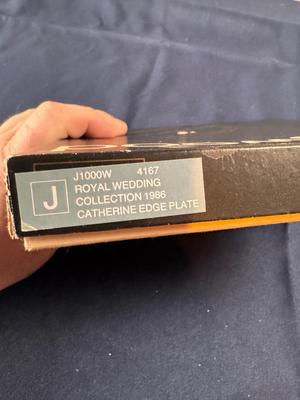 J1000W 4167
J
ROYAL WEDDING
COLLECTION 1986
CATHERINE EDGE PLATE